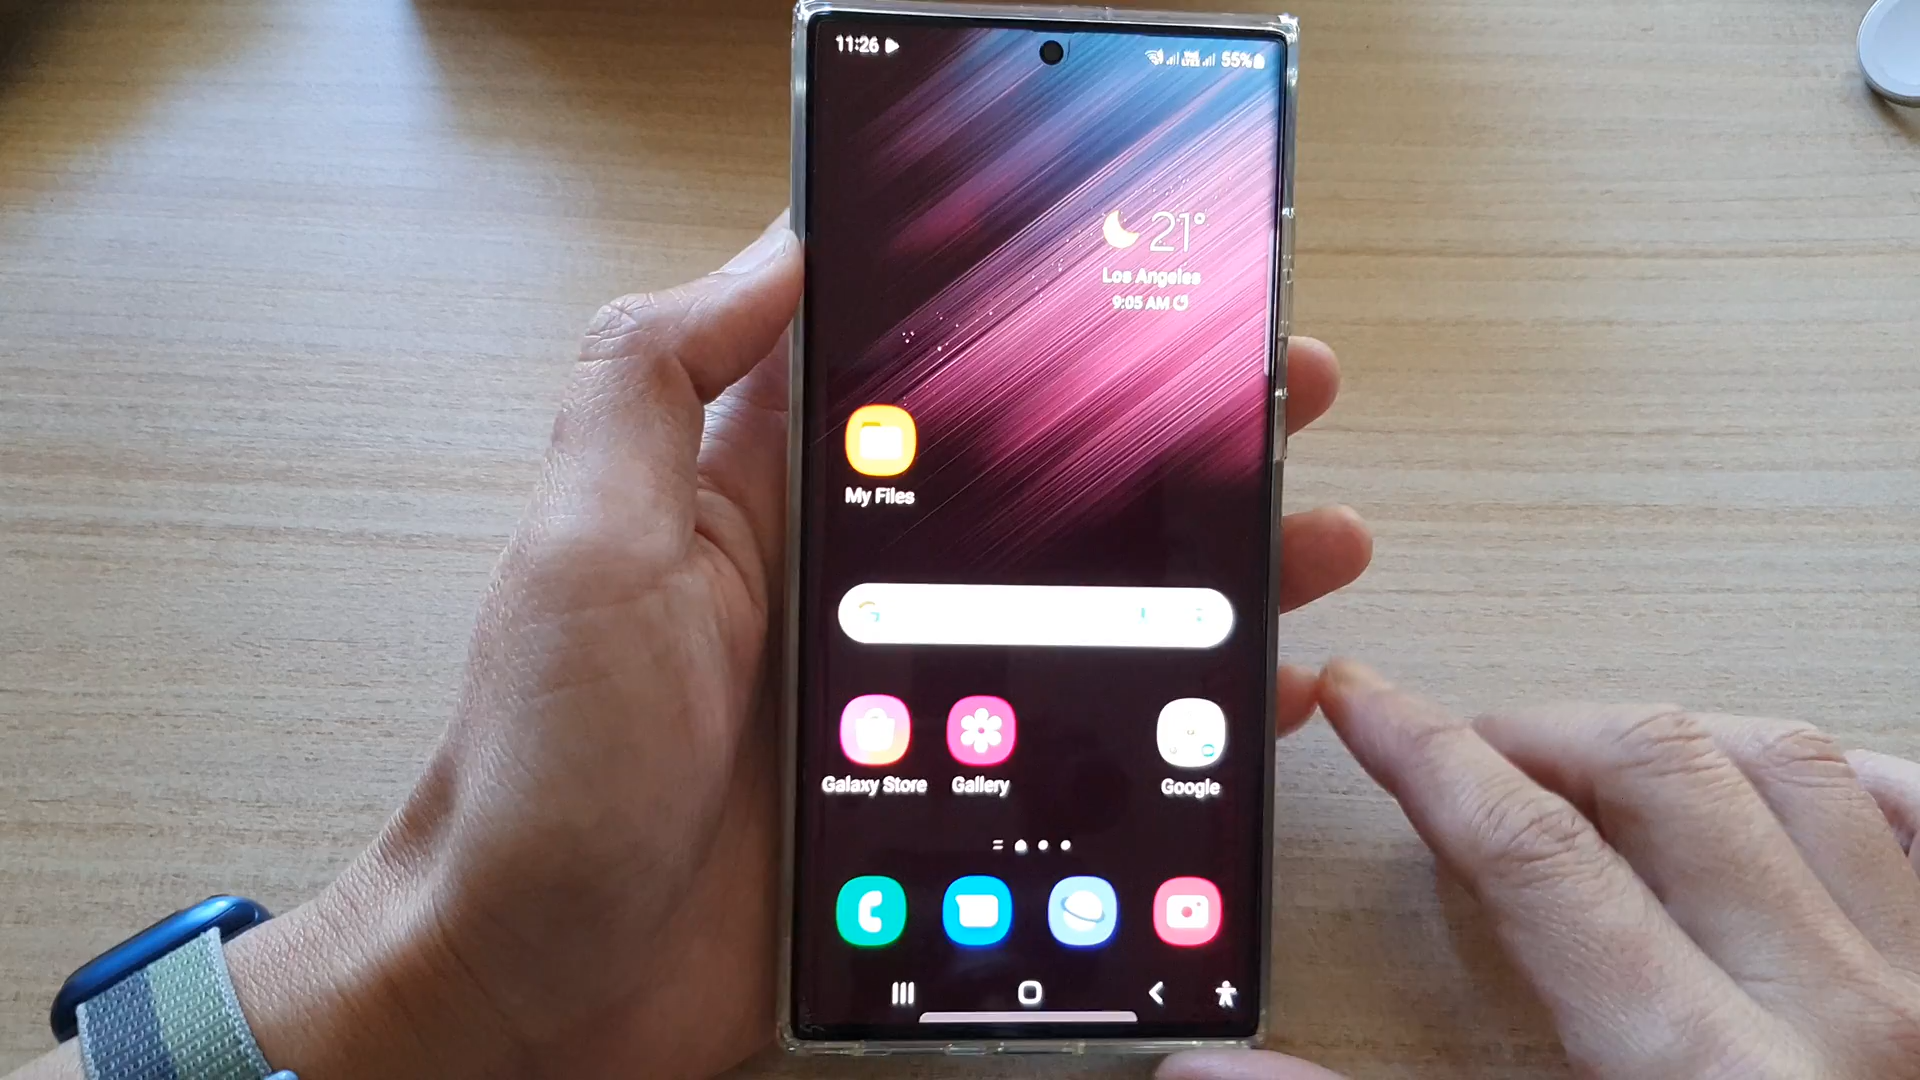 11:26
55%
21°
Los Angeles
9:05 AM
My Files
Galaxy Store
Gallery
Google